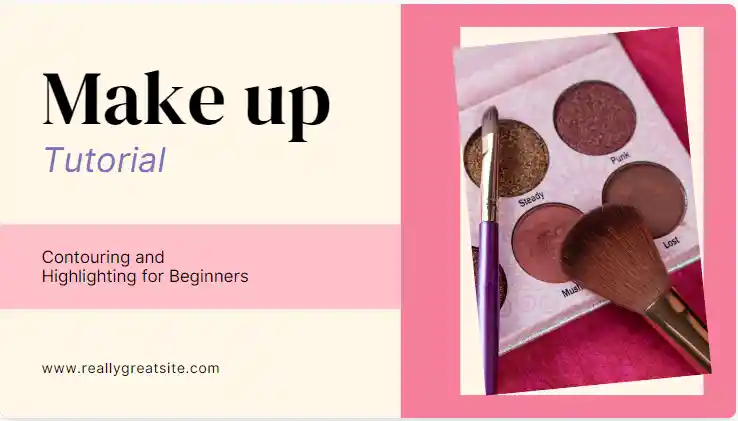 Make up
Tutorial
Contouring and
Highlighting for Beginners
www.reallygreatsite.com
Punk
Steady
Lost